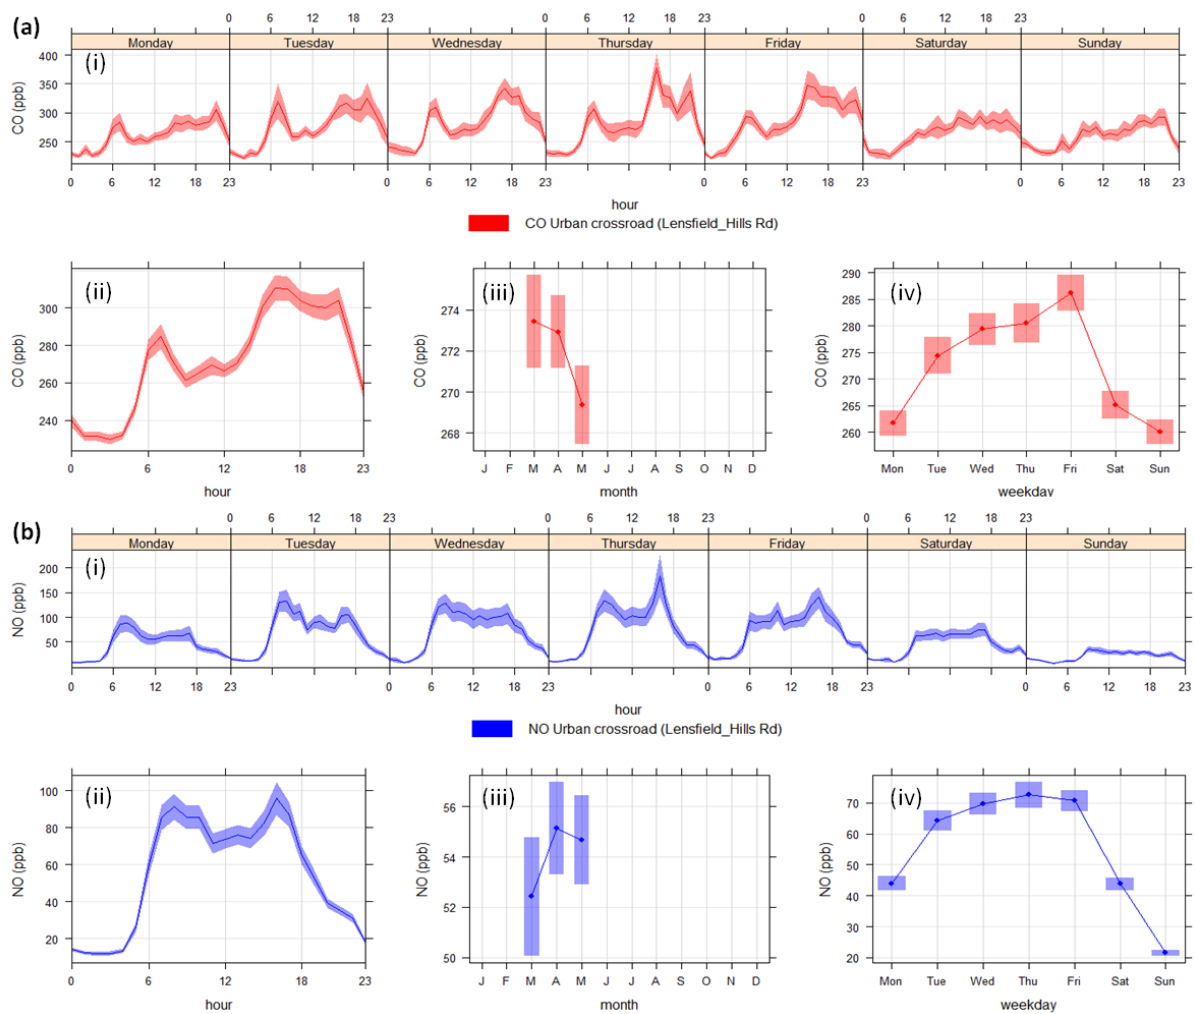 (a)
0 6 12 18 23 0 6 12 18 23 0 6 12 18 23
Monday Tuesday Wednesday Thursday Friday Saturday Sunday
(i)
CO (ppb)
400
350
300
250
0 6 12 18 23 0 6 12 18 23 0 6 12 18 23 0 6 12 18 23
hour
CO Urban crossroad (Lensfield_Hills Rd)
(ii)
CO (ppb)
300
280
260
240
0 6 12 18 23
hour
(iii)
CO (ppb)
274
272
270
268
J F M A M J J A S O N D
month
(iv)
CO (ppb)
290
285
280
275
270
265
260
Mon Tue Wed Thu Fri Sat Sun
weekday
(b)
0 6 12 18 23 0 6 12 18 23 0 6 12 18 23
Monday Tuesday Wednesday Thursday Friday Saturday Sunday
(i)
NO (ppb)
200
150
100
50
0 6 12 18 23 0 6 12 18 23 0 6 12 18 23 0 6 12 18 23
hour
NO Urban crossroad (Lensfield_Hills Rd)
(ii)
NO (ppb)
100
80
60
40
20
0 6 12 18 23
hour
(iii)
NO (ppb)
56
54
52
50
J F M A M J J A S O N D
month
(iv)
NO (ppb)
70
60
50
40
30
20
Mon Tue Wed Thu Fri Sat Sun
weekday